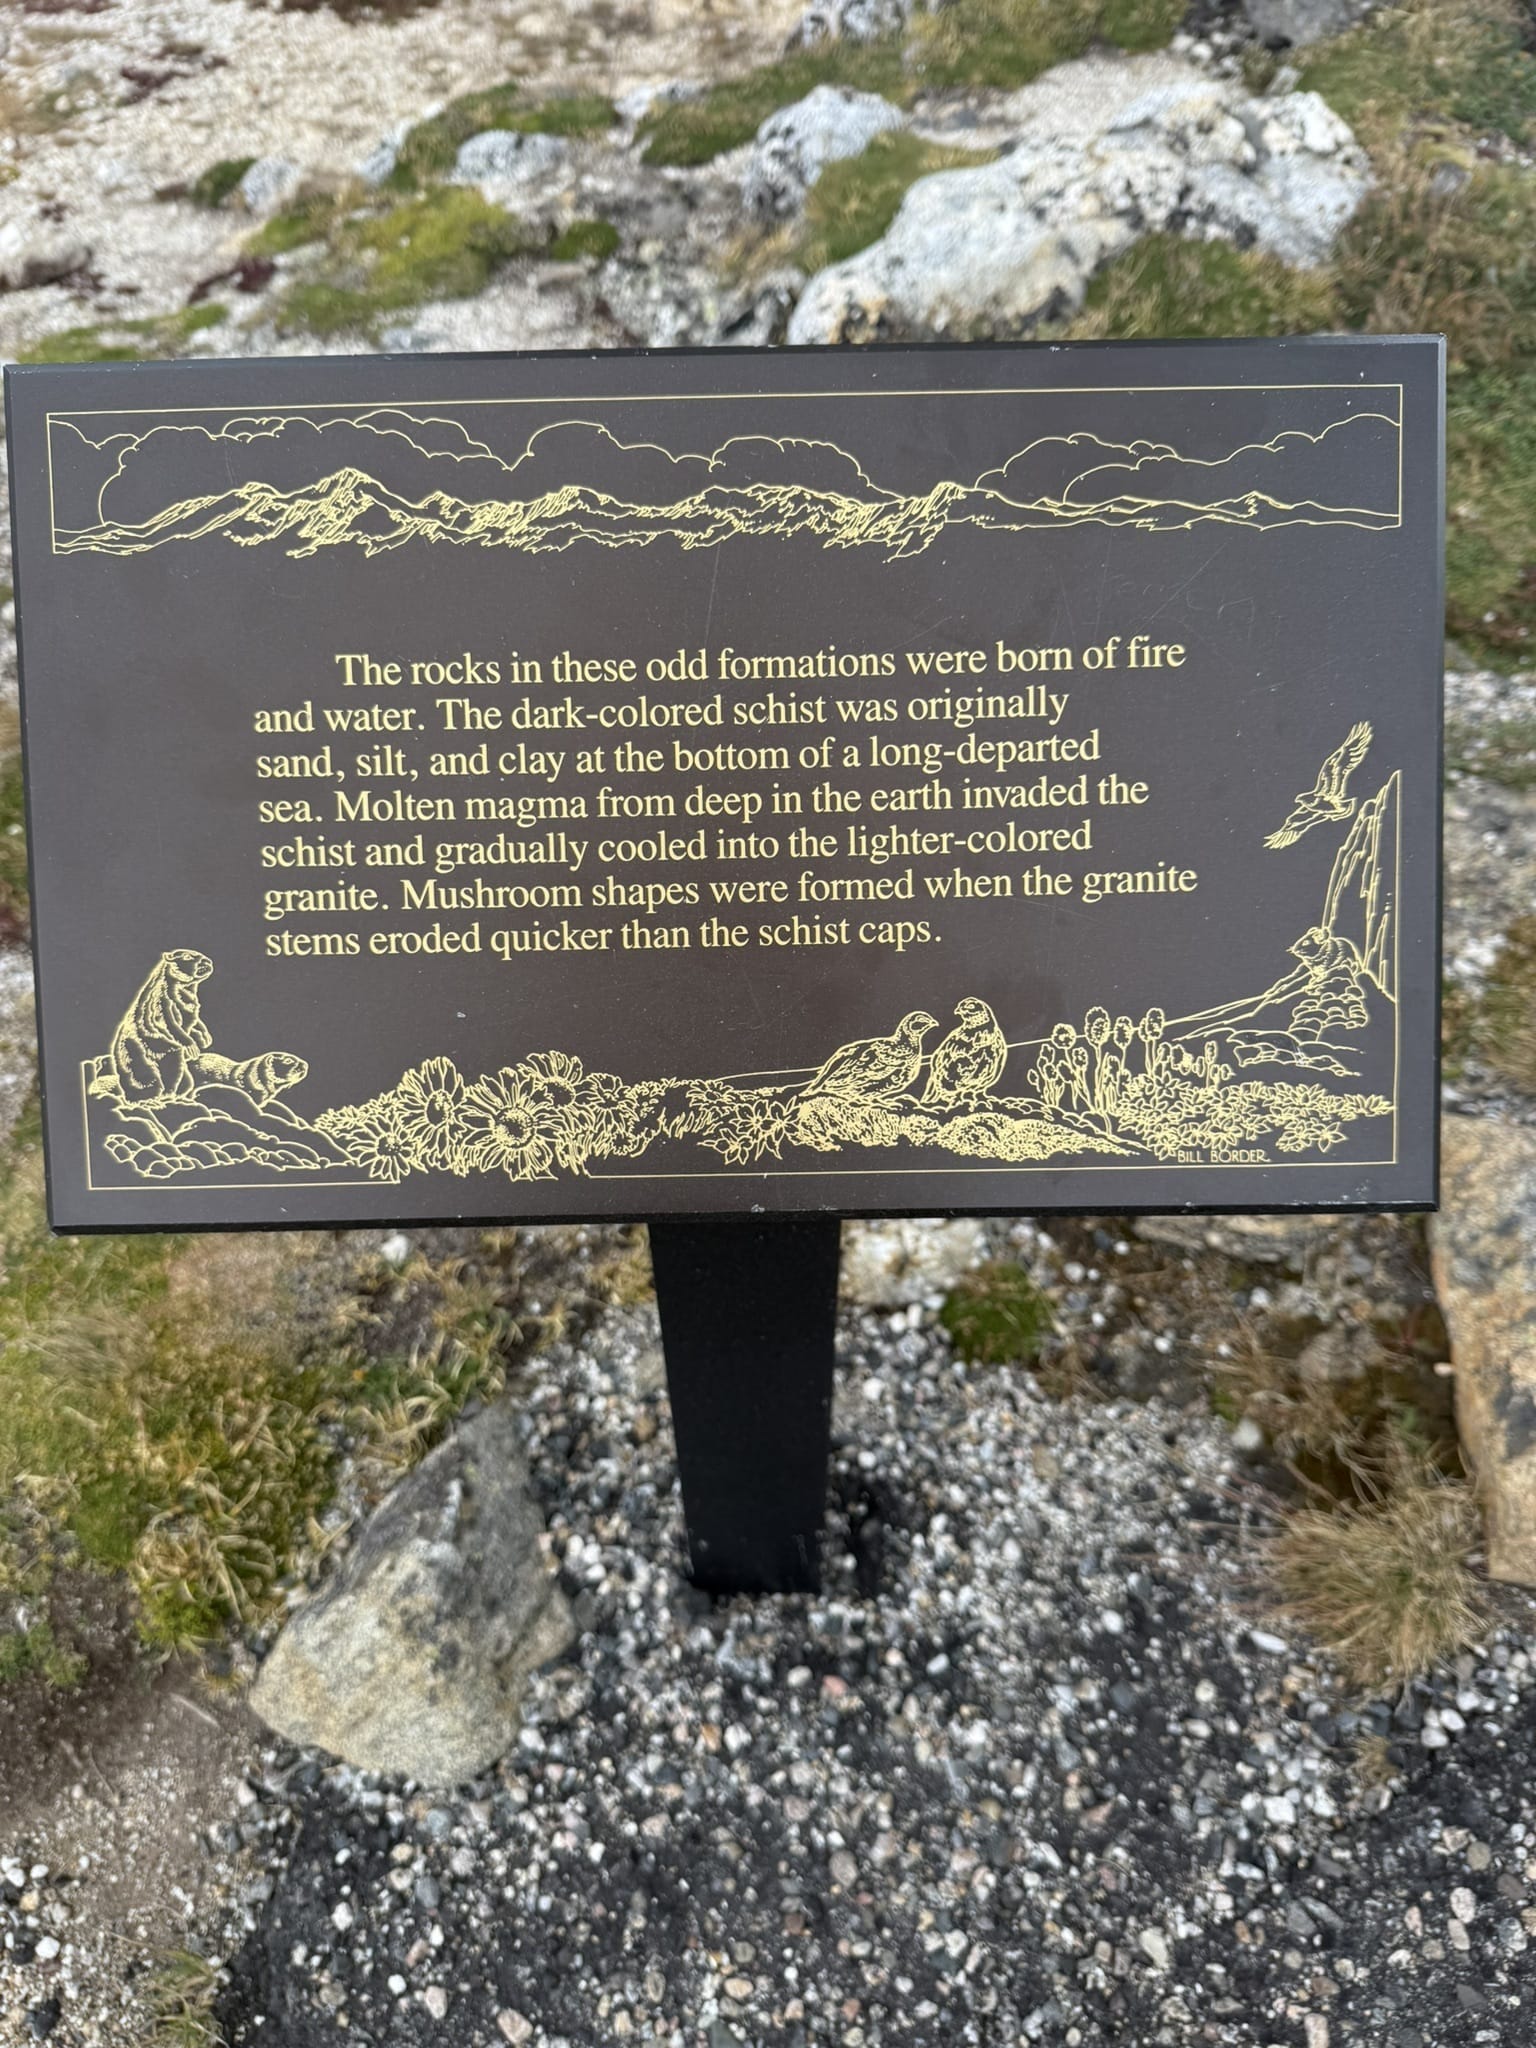 The rocks in these odd formations were born of fire
and water. The dark-colored schist was originally
sand, silt, and clay at the bottom of a long-departed
sea. Molten magma from deep in the earth invaded the
schist and gradually cooled into the lighter-colored
granite. Mushroom shapes were formed when the granite
stems eroded quicker than the schist caps.
BILL BORDER